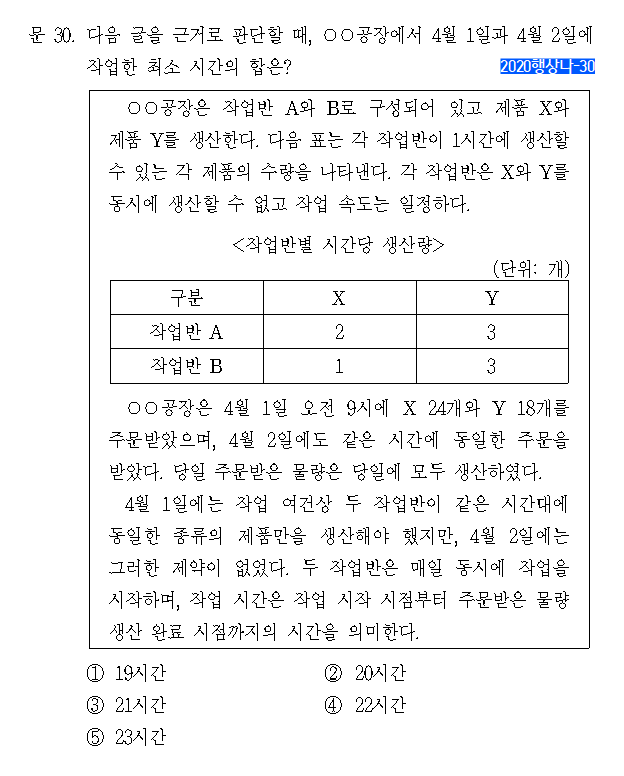 문 30. 다음 글을 근거로 판단할 때, ○○공장에서 4월 1일과 4월 2일에
작업한 최소 시간의 합은?
2020행상나-30
○○공장은 작업반 A와 B로 구성되어 있고 제품 X와
제품 Y를 생산한다. 다음 표는 각 작업반이 1시간에 생산할
수 있는 각 제품의 수량을 나타낸다. 각 작업반은 X와 Y를
동시에 생산할 수 없고 작업 속도는 일정하다.
<작업반별 시간당 생산량>
(단위: 개)
구분 X Y
작업반 A 2 3
작업반 B 1 3
○○공장은 4월 1일 오전 9시에 X 24개와 Y 18개를
주문받았으며, 4월 2일에도 같은 시간에 동일한 주문을
받았다. 당일 주문받은 물량은 당일에 모두 생산하였다.
4월 1일에는 작업 여건상 두 작업반이 같은 시간대에
동일한 종류의 제품만을 생산해야 했지만, 4월 2일에는
그러한 제약이 없었다. 두 작업반은 매일 동시에 작업을
시작하며, 작업 시간은 작업 시작 시점부터 주문받은 물량
생산 완료 시점까지의 시간을 의미한다.
① 19시간 ② 20시간
③ 21시간 ④ 22시간
⑤ 23시간